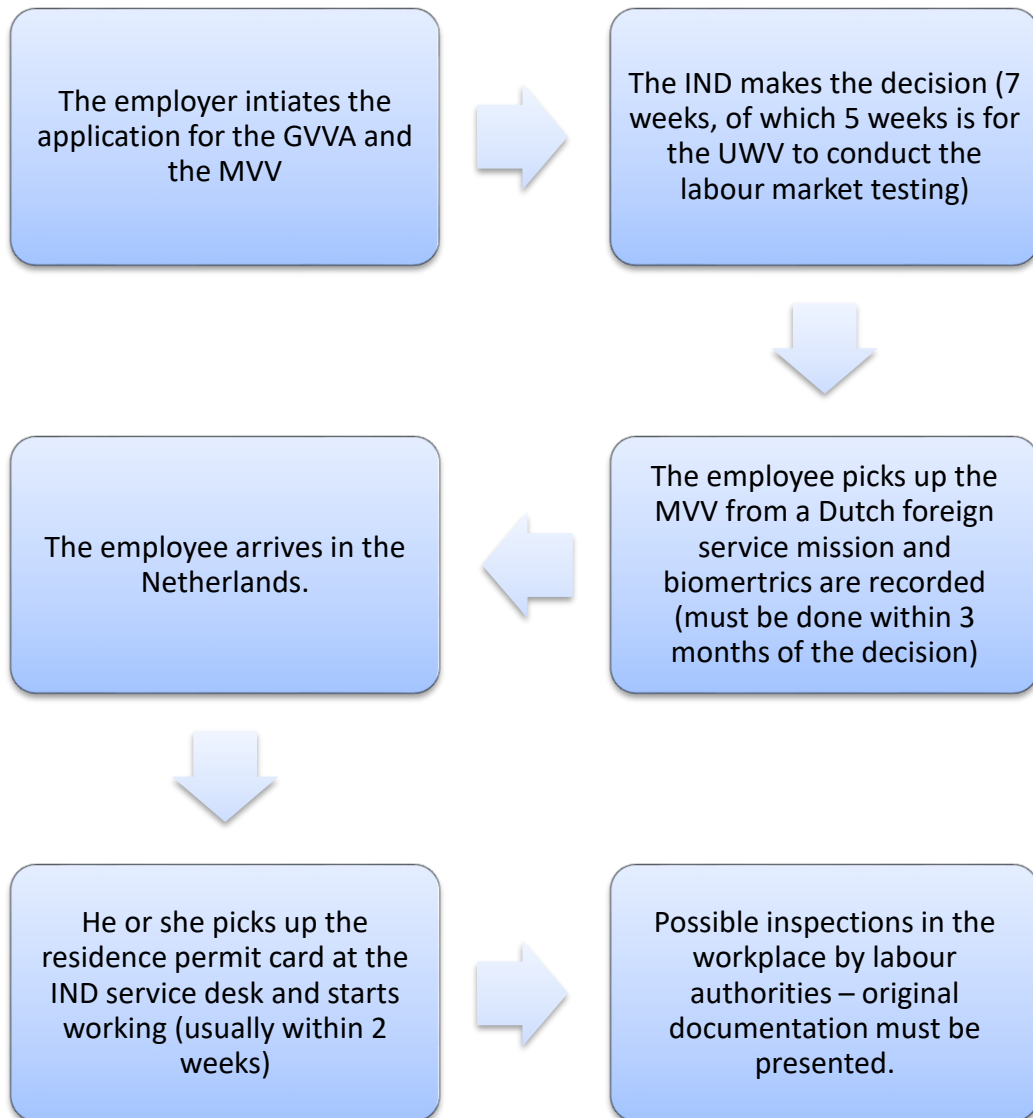 The employer intiates the
application for the GVVA and
the MVV
The IND makes the decision (7
weeks, of which 5 weeks is for
the UWV to conduct the
labour market testing)
The employee picks up the
MVV from a Dutch foreign
service mission and
biomertrics are recorded
(must be done within 3
months of the decision)
The employee arrives in the
Netherlands.
He or she picks up the
residence permit card at the
IND service desk and starts
working (usually within 2
weeks)
Possible inspections in the
workplace by labour
authorities – original
documentation must be
presented.